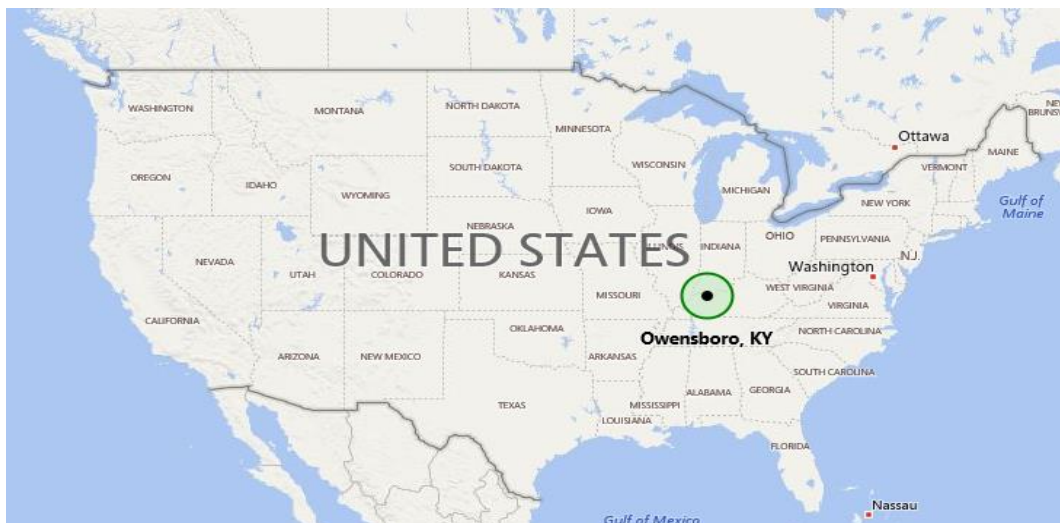 Ottawa
WASHINGTON
MONTANA
NORTH DAKOTA
MINNESOTA
MAINE
NEW
BRUNSW
OREGON
IDAHO
WYOMING
SOUTH DAKOTA
WISCONSIN
MICHIGAN
VERMONT
NEW YORK
Gulf of
Maine
IOWA
NEBRASKA
UNITED STATES
ILLINOIS
INDIANA
OHIO
PENNSYLVANIA
N.J.
NEVADA
UTAH
COLORADO
KANSAS
MISSOURI
Washington
WEST VIRGINIA
VIRGINIA
CALIFORNIA
OKLAHOMA
Owensboro, KY
NORTH CAROLINA
ARIZONA
NEW MEXICO
ARKANSAS
SOUTH CAROLINA
TEXAS
MISSISSIPPI
ALABAMA
GEORGIA
LOUISIANA
FLORIDA
Nassau
Gulf of Mexico